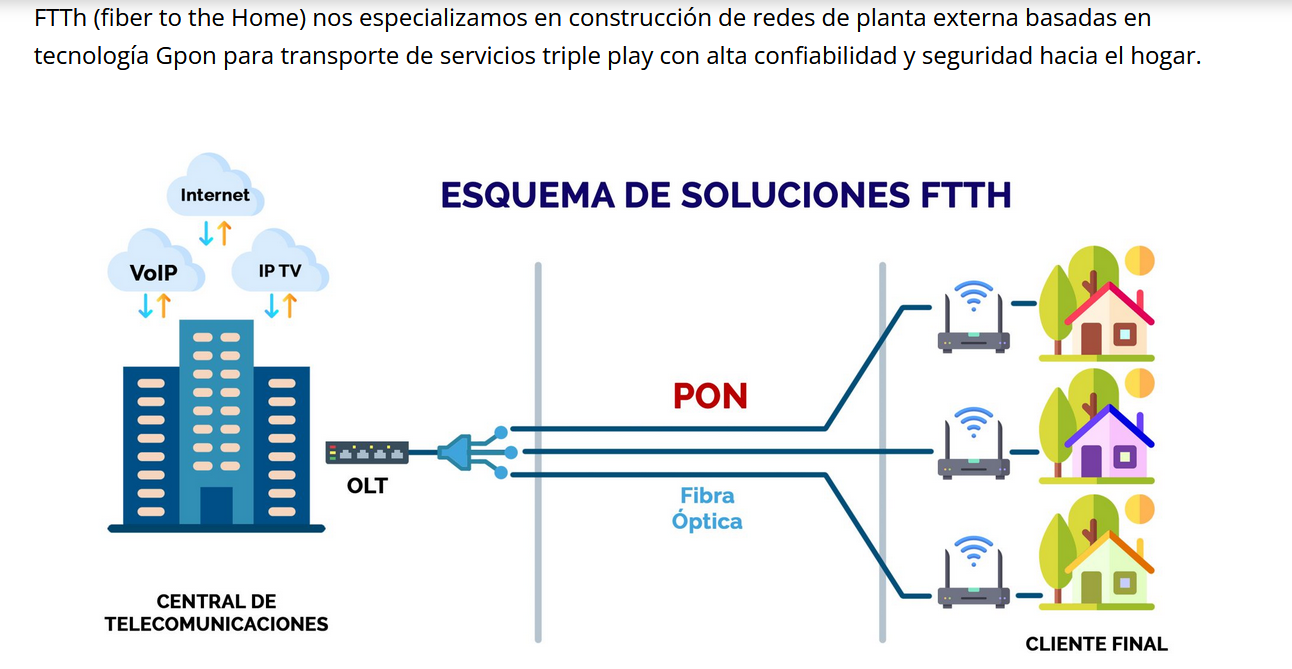 FTTh (fiber to the Home) nos especializamos en construcción de redes de planta externa basadas en
tecnología Gpon para transporte de servicios triple play con alta confiabilidad y seguridad hacia el hogar.
ESQUEMA DE SOLUCIONES FTTH
Internet
VoIP
IP TV
PON
OLT
Fibra
Óptica
CENTRAL DE
TELECOMUNICACIONES
CLIENTE FINAL